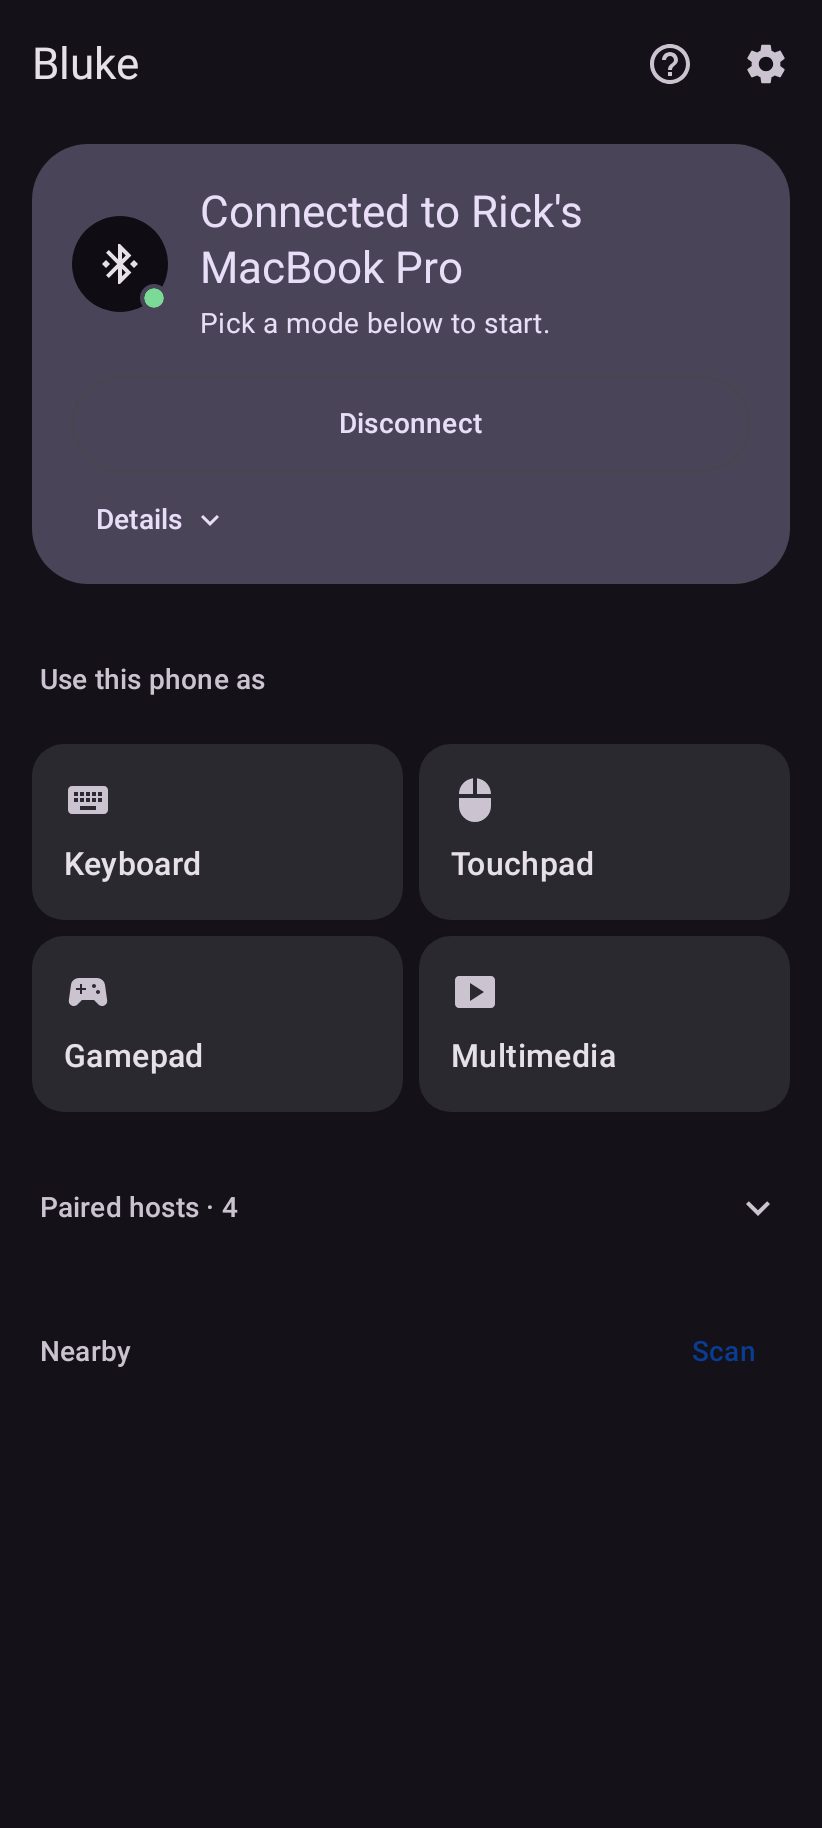 Bluke
Connected to Rick's
MacBook Pro
Pick a mode below to start.
Disconnect
Details
Use this phone as
Keyboard
Touchpad
Gamepad
Multimedia
Paired hosts · 4
Nearby
Scan